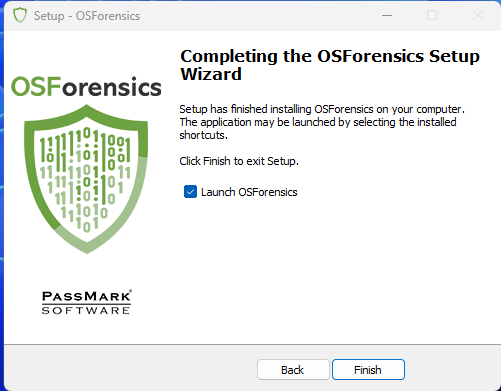 Setup - OSForensics
Completing the OSForensics Setup
Wizard
OSForensics
Setup has finished installing OSForensics on your computer.
The application may be launched by selecting the installed
shortcuts.
Click Finish to exit Setup.
Launch OSForensics
PASSMARK®
SOFTWARE
Back
Finish